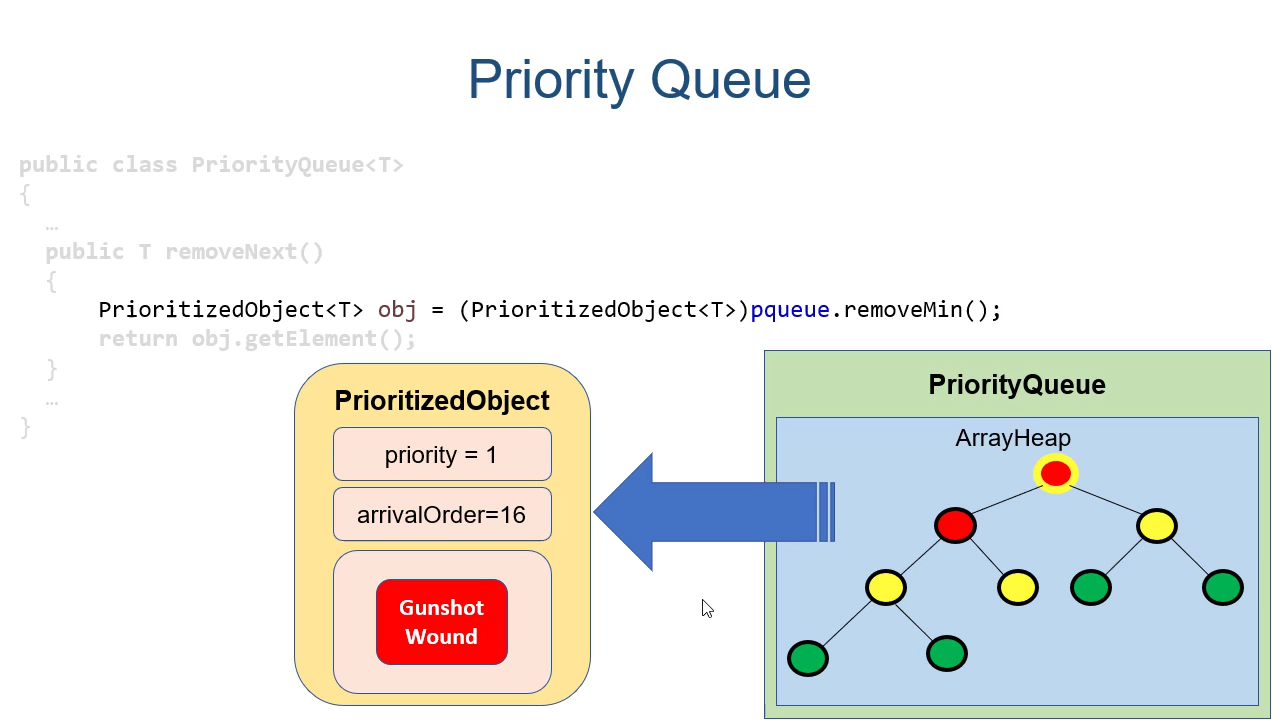 Priority Queue
public class PriorityQueue<T>
{
…
public T removeNext()
{
PrioritizedObject<T> obj = (PrioritizedObject<T>)pqueue.removeMin();
return obj.getElement();
}
…
}
PrioritizedObject
priority = 1
arrivalOrder=16
Gunshot
Wound
PriorityQueue
ArrayHeap